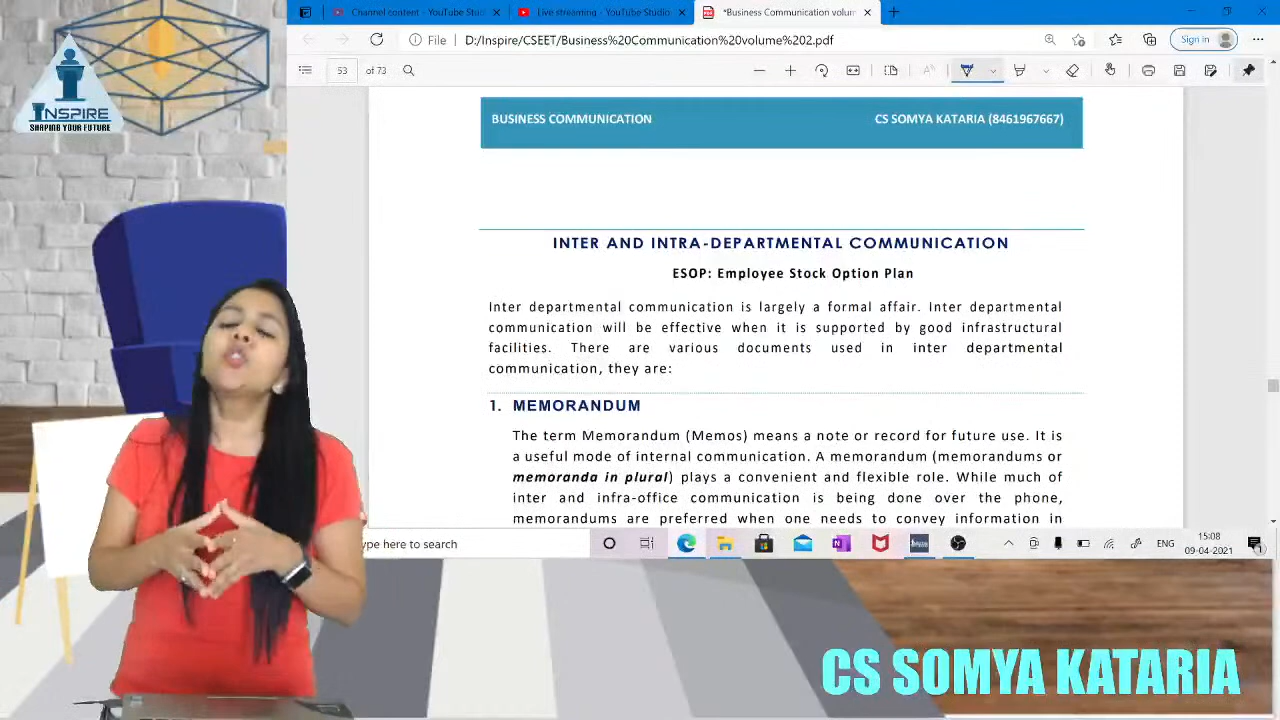 Channel content - YouTube Stud
Live streaming - YouTube Studio
*Business Communication volum
File D:/Inspire/CSEET/Business%20Communication%20volume%202.pdf
Sign in
53 of 73
INSPIRE
SHAPING YOUR FUTURE
BUSINESS COMMUNICATION CS SOMYA KATARIA (8461967667)
INTER AND INTRA-DEPARTMENTAL COMMUNICATION
ESOP: Employee Stock Option Plan
Inter departmental communication is largely a formal affair. Inter departmental
communication will be effective when it is supported by good infrastructural
facilities. There are various documents used in inter departmental
communication, they are:
1. MEMORANDUM
The term Memorandum (Memos) means a note or record for future use. It is
a useful mode of internal communication. A memorandum (memorandums or
memoranda in plural) plays a convenient and flexible role. While much of
inter and infra-office communication is being done over the phone,
memorandums are preferred when one needs to convey information in
ype here to search
ENG
15:08
09-04-2021
CS SOMYA KATARIA